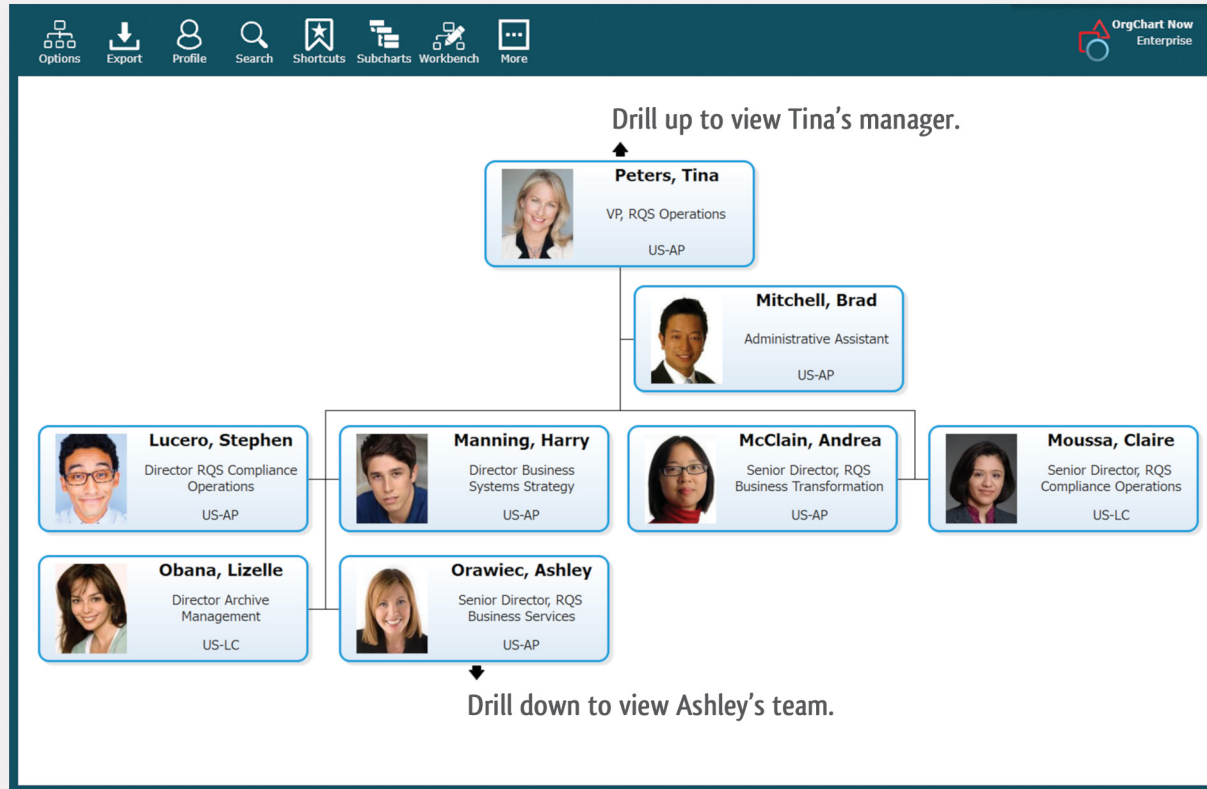 Options
Export
Profile
Search
Shortcuts
Subcharts
Workbench
More
OrgChart Now
Enterprise
Drill up to view Tina’s manager.
Peters, Tina
VP, RQS Operations
US-AP
Mitchell, Brad
Administrative Assistant
US-AP
Lucero, Stephen
Director RQS Compliance
Operations
US-AP
Manning, Harry
Director Business
Systems Strategy
US-AP
McClain, Andrea
Senior Director, RQS
Business Transformation
US-AP
Moussa, Claire
Senior Director, RQS
Compliance Operations
US-LC
Obana, Lizelle
Director Archive
Management
US-LC
Orawiec, Ashley
Senior Director, RQS
Business Services
US-AP
Drill down to view Ashley’s team.